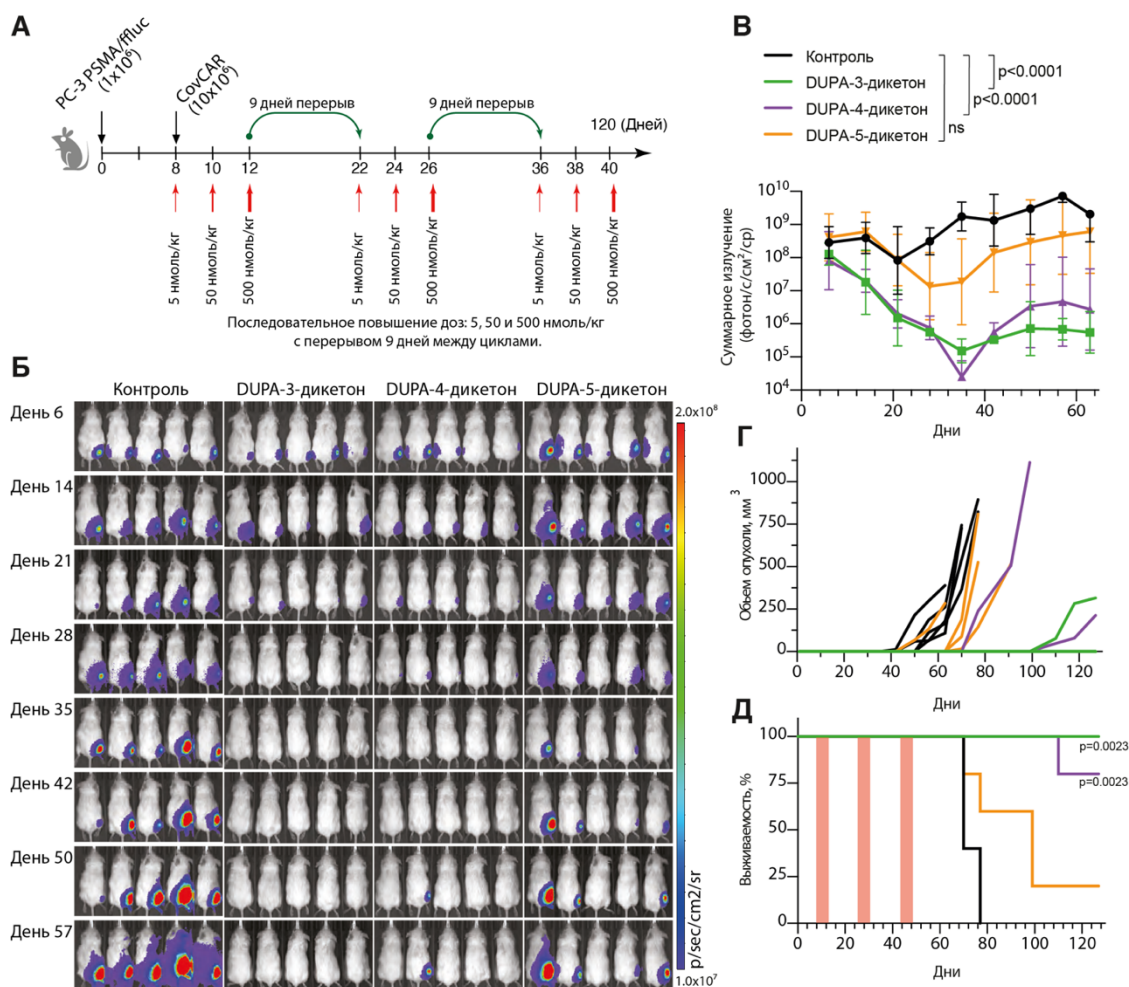 А
PC-3 PSMA/ffluc
(1x10⁶)
CovCAR
(10x10⁶)
9 дней перерыв
9 дней перерыв
120 (Дней)
0
8
10
12
22
24
26
36
38
40
5 нмоль/кг
50 нмоль/кг
500 нмоль/кг
5 нмоль/кг
50 нмоль/кг
500 нмоль/кг
5 нмоль/кг
50 нмоль/кг
500 нмоль/кг
Последовательное повышение доз: 5, 50 и 500 нмоль/кг
с перерывом 9 дней между циклами.
Б
Контроль
DUPA-3-дикетон
DUPA-4-дикетон
DUPA-5-дикетон
День 6
День 14
День 21
День 28
День 35
День 42
День 50
День 57
2.0x10⁸
p/sec/cm2/sr
1.0x10⁷
В
Контроль
DUPA-3-дикетон
DUPA-4-дикетон
DUPA-5-дикетон
p<0.0001
p<0.0001
ns
Суммарное излучение
(фотон/с/см²/ср)
10¹⁰
10⁹
10⁸
10⁷
10⁶
10⁵
10⁴
0
20
40
60
Дни
Г
Обьем опухоли, мм³
1000
750
500
250
0
0
20
40
60
80
100
120
Дни
Д
Выживаемость, %
100
75
50
25
0
p=0.0023
p=0.0023
0
20
40
60
80
100
120
Дни